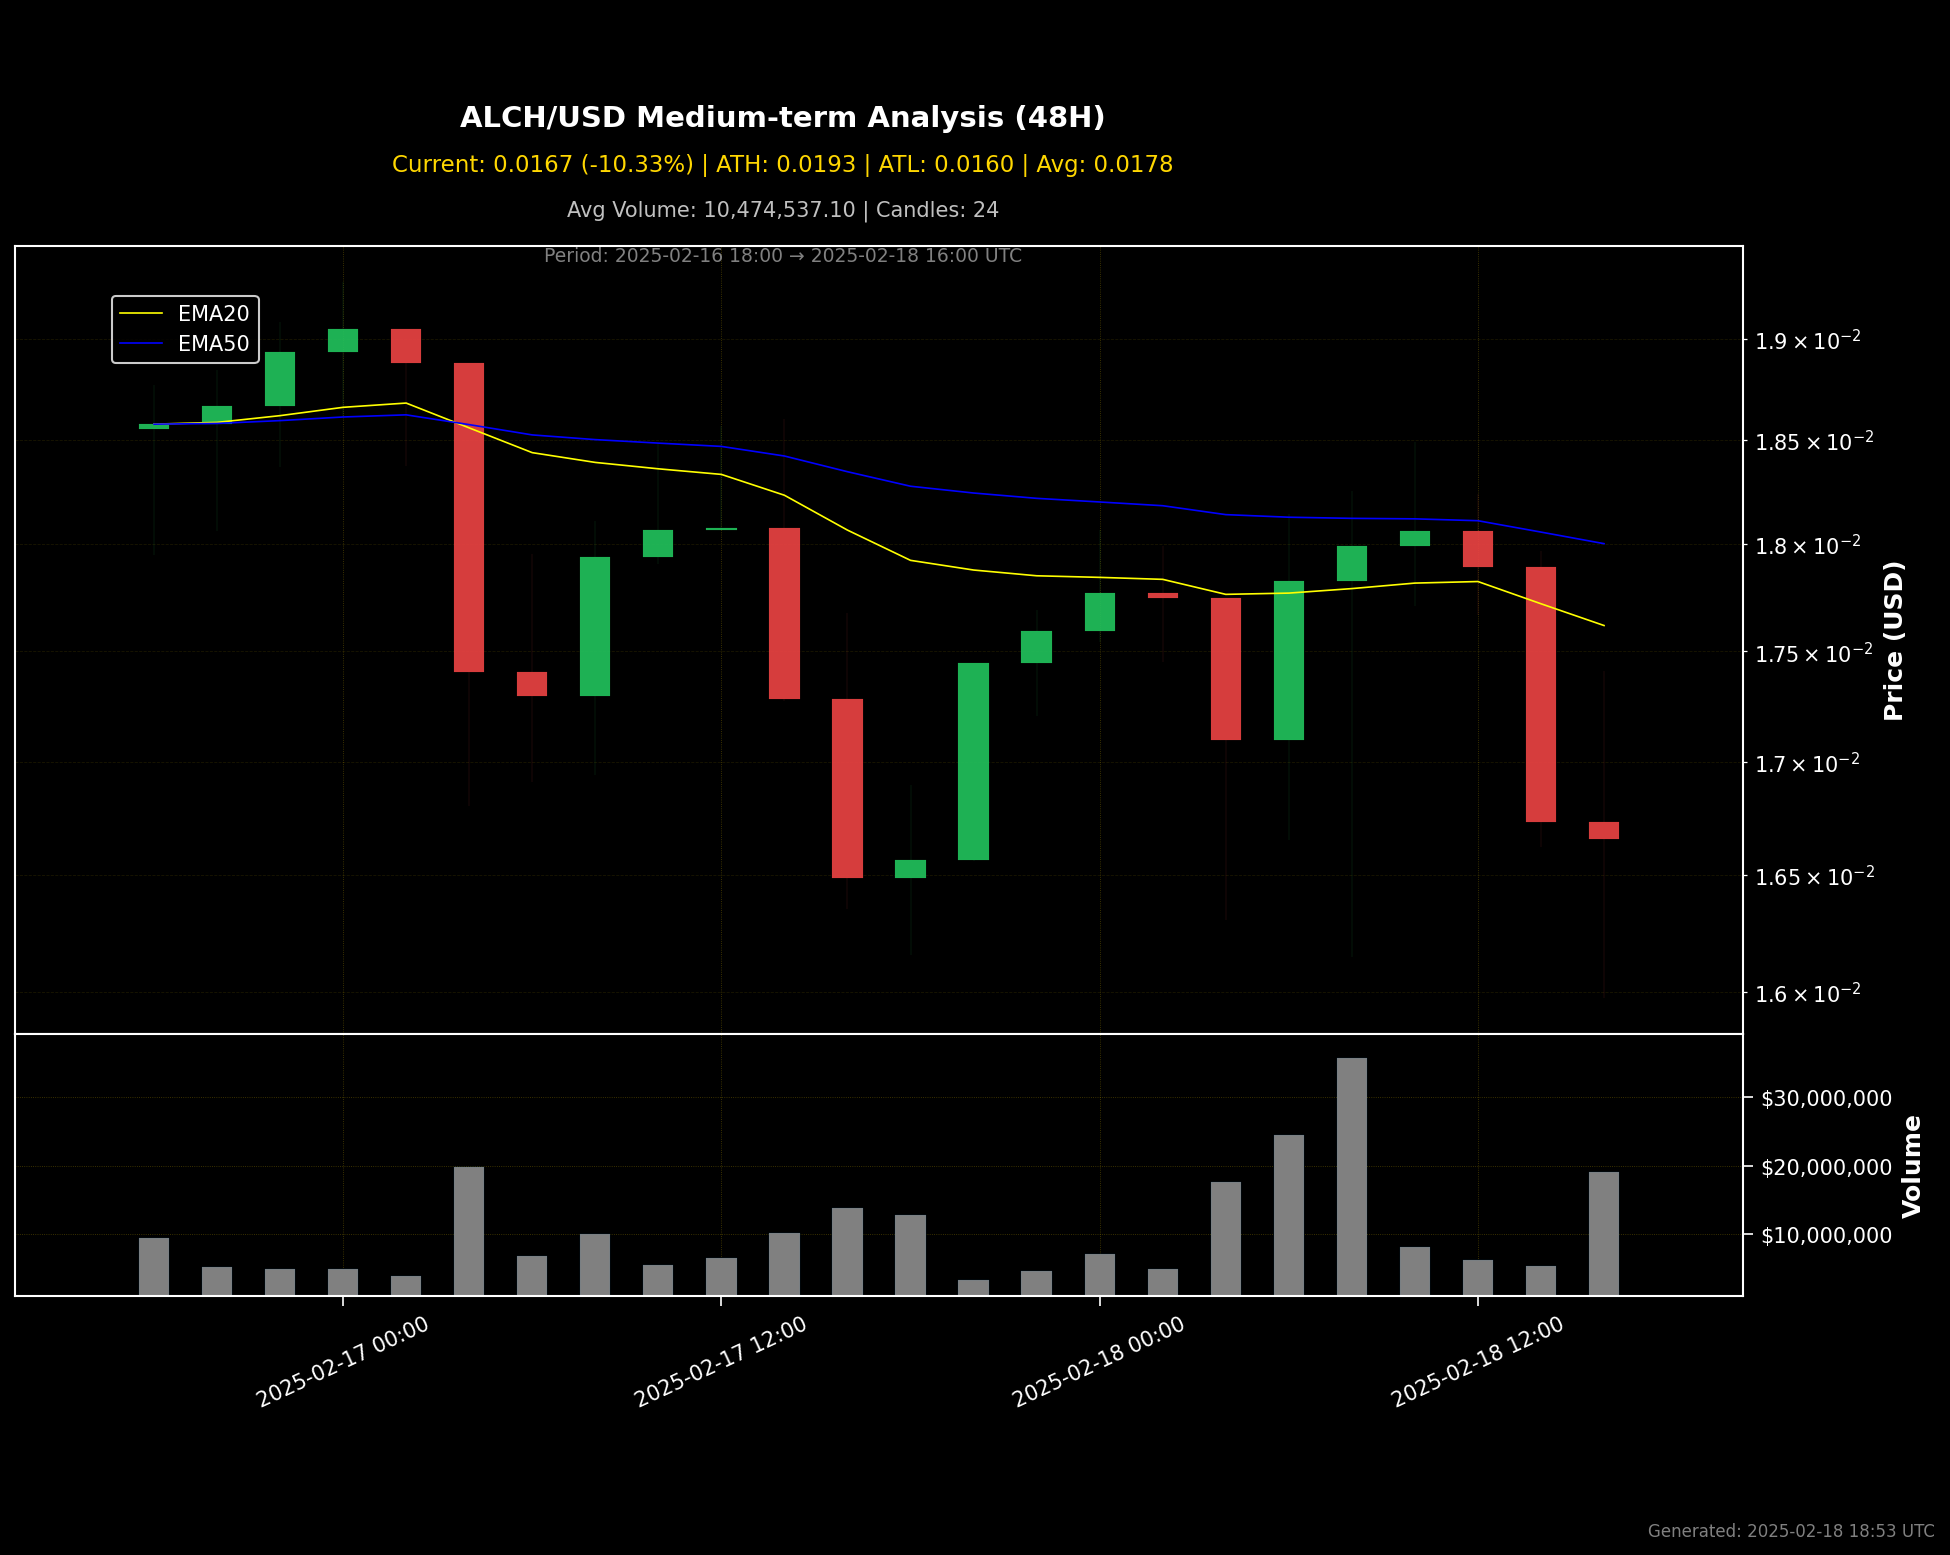 ALCH/USD Medium-term Analysis (48H)
Current: 0.0167 (-10.33%) | ATH: 0.0193 | ATL: 0.0160 | Avg: 0.0178
Avg Volume: 10,474,537.10 | Candles: 24
Period: 2025-02-16 18:00 → 2025-02-18 16:00 UTC
EMA20
EMA50
1.9 × 10⁻²
1.85 × 10⁻²
1.8 × 10⁻²
1.75 × 10⁻²
1.7 × 10⁻²
1.65 × 10⁻²
1.6 × 10⁻²
Price (USD)
$30,000,000
$20,000,000
$10,000,000
Volume
2025-02-17 00:00
2025-02-17 12:00
2025-02-18 00:00
2025-02-18 12:00
Generated: 2025-02-18 18:53 UTC